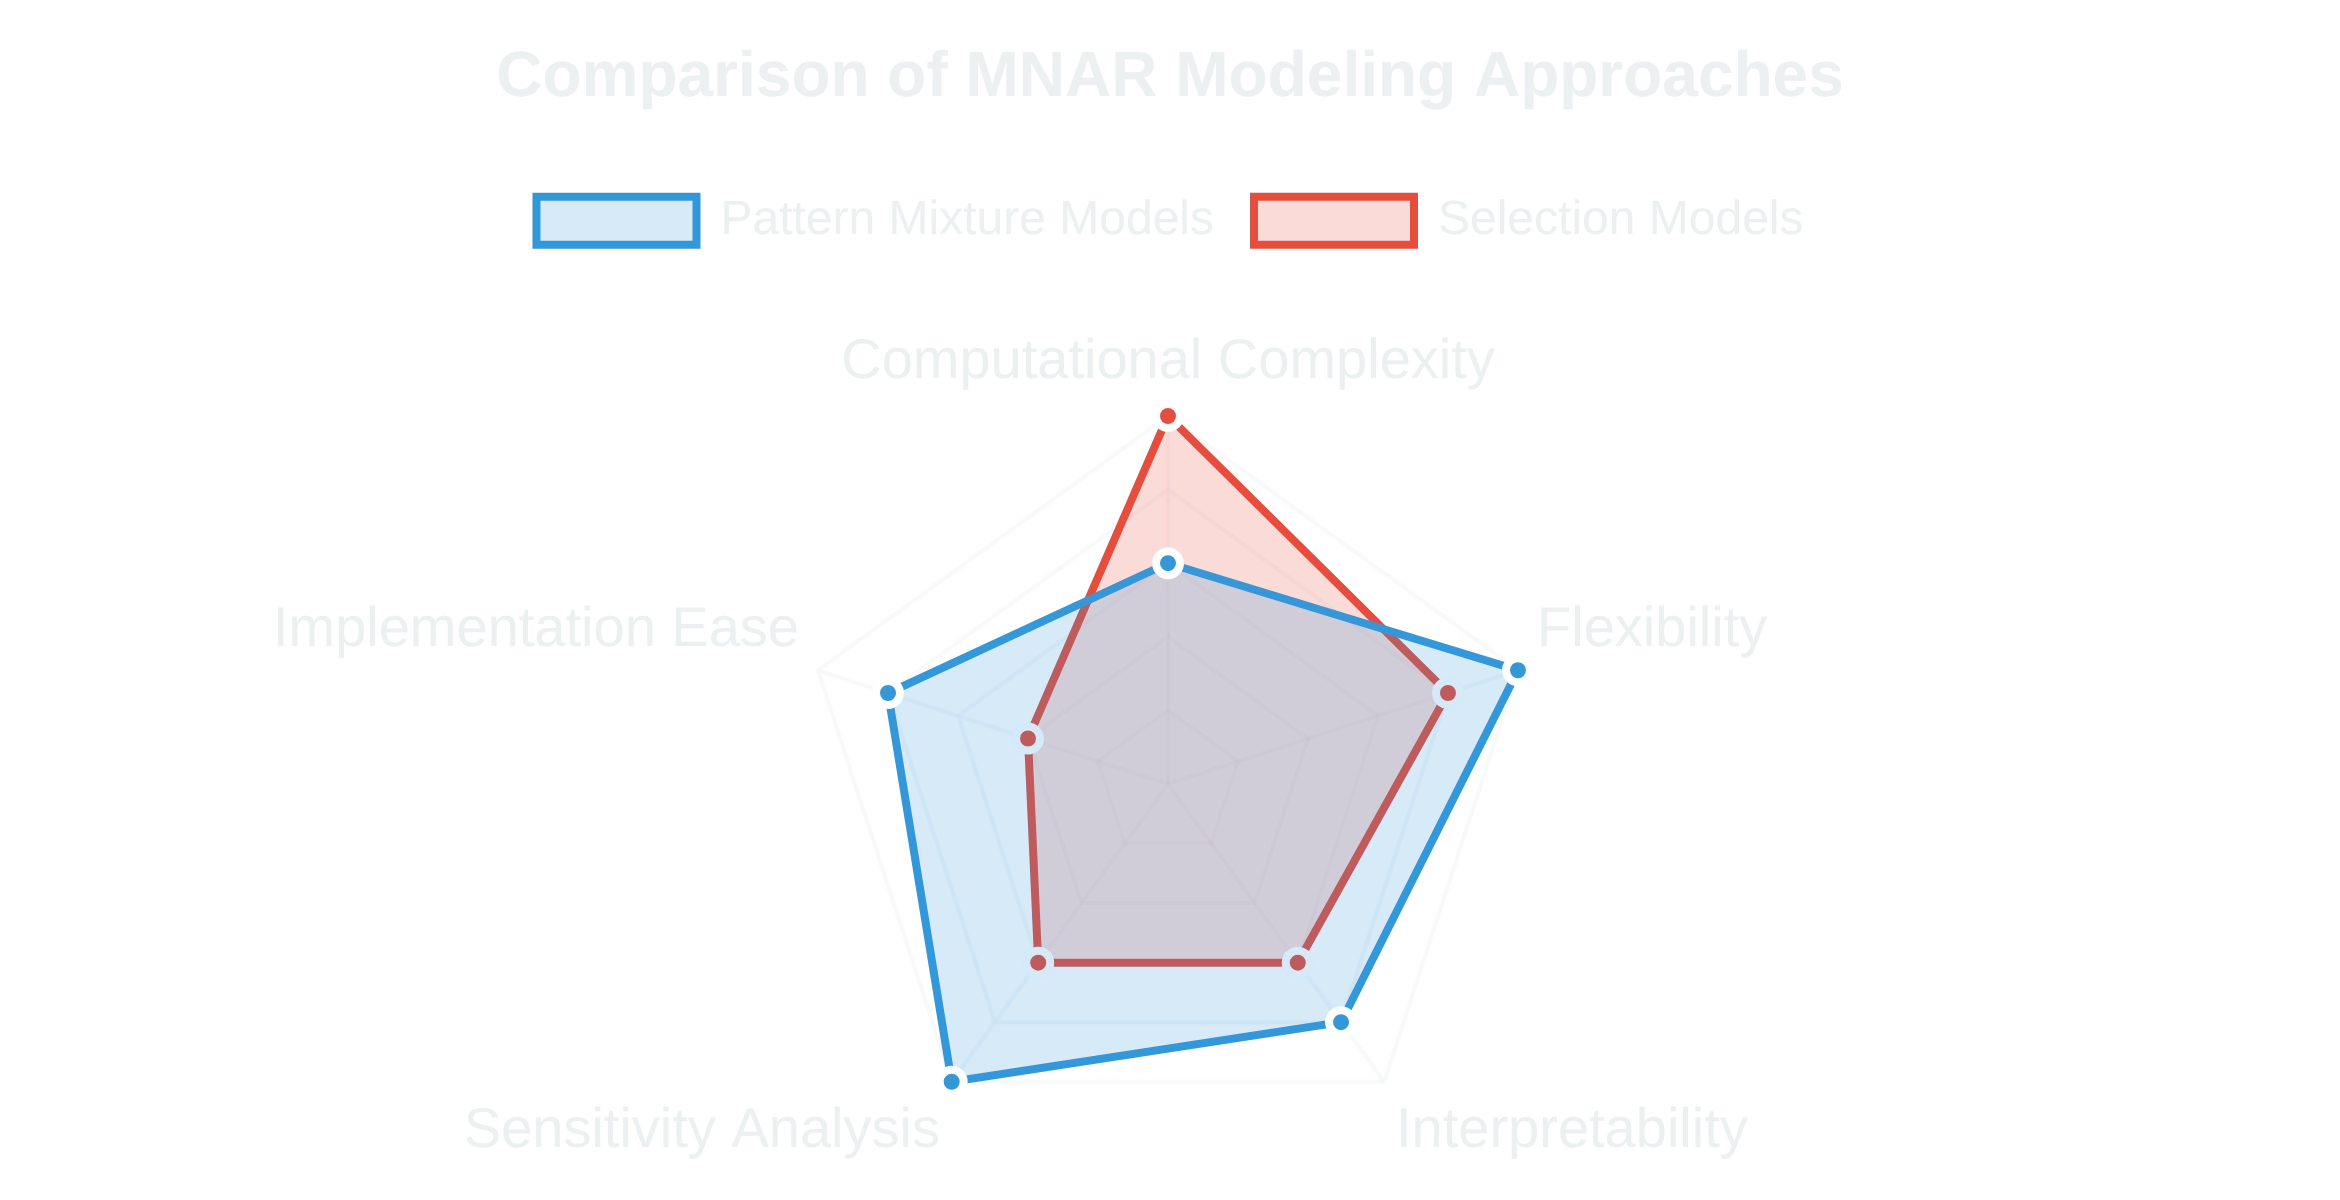 Comparison of MNAR Modeling Approaches
Pattern Mixture Models Selection Models
Computational Complexity
Implementation Ease Flexibility
Sensitivity Analysis Interpretability